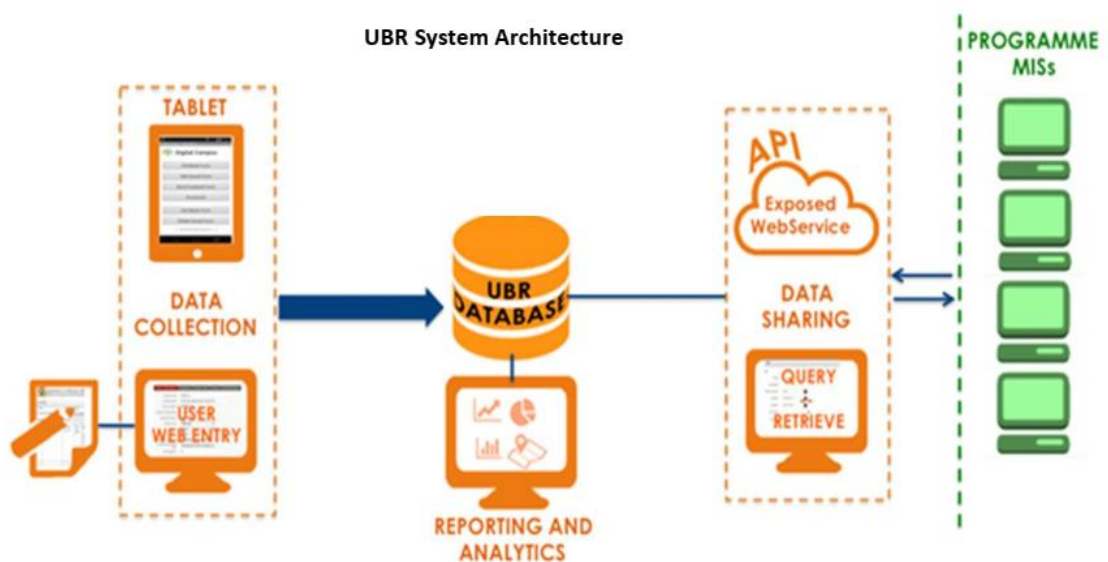 UBR System Architecture
TABLET
DATA
COLLECTION
USER
WEB ENTRY
UBR
DATABASE
REPORTING AND
ANALYTICS
API
Exposed
WebService
DATA
SHARING
QUERY
RETRIEVE
PROGRAMME
MISs